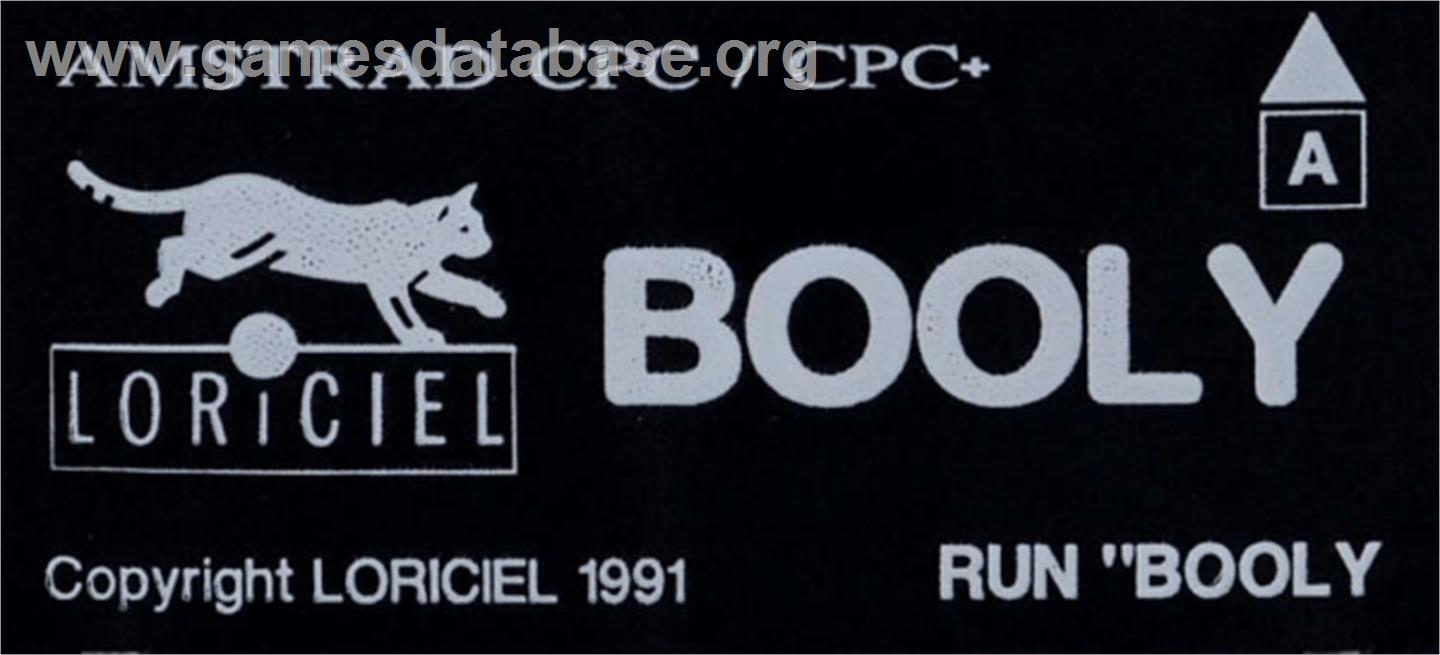 www.gamesdatabase.org
AMSTRAD CPC / CPC+
A
BOOLY
LORiCIEL
Copyright LORICIEL 1991
RUN "BOOLY